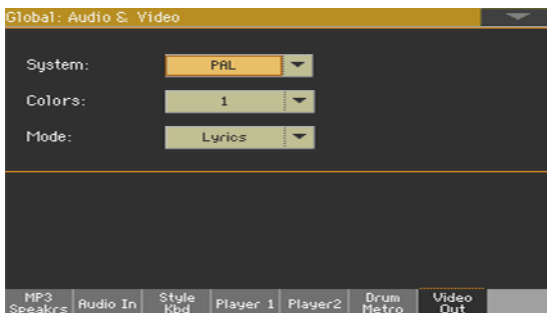 Global: Audio & Video
System: PAL
Colors: 1
Mode: Lyrics
MP3 Speakrs Audio In Style Kbd Player 1 Player2 Drum Metro Video Out